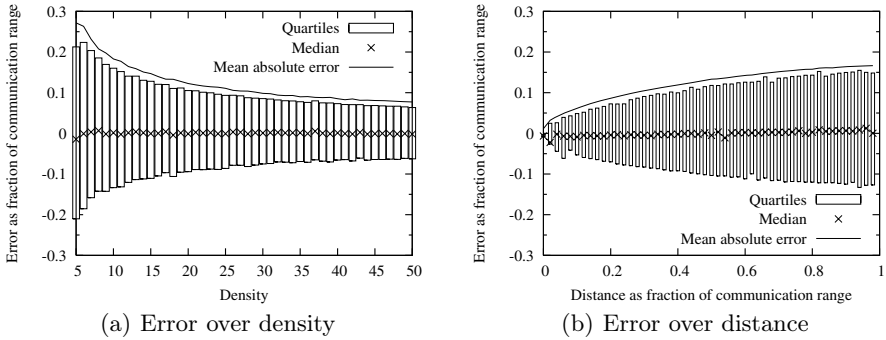 Error as fraction of communication range
0.3
0.2
0.1
0
-0.1
-0.2
-0.3
5 10 15 20 25 30 35 40 45 50
Density
Quartiles
Median
Mean absolute error
(a) Error over density
Error as fraction of communication range
0.3
0.2
0.1
0
-0.1
-0.2
-0.3
0 0.2 0.4 0.6 0.8 1
Distance as fraction of communication range
Quartiles
Median
Mean absolute error
(b) Error over distance